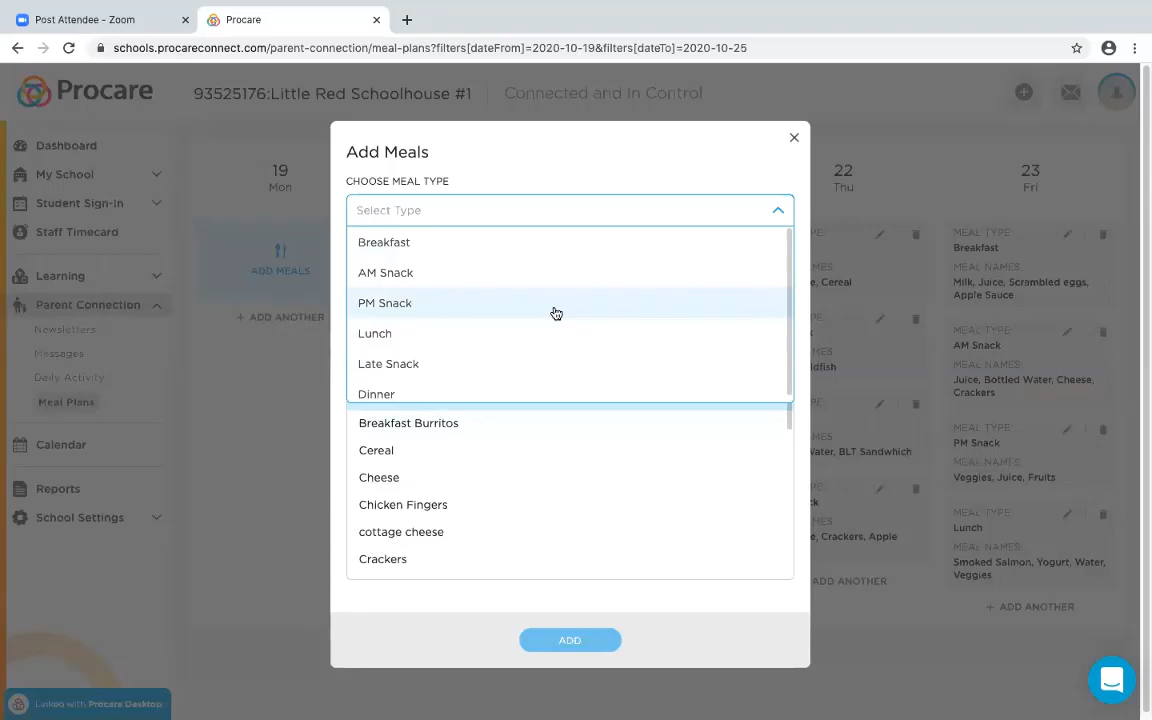 Post Attendee - Zoom
Procare
schools.procareconnect.com/parent-connection/meal-plans?filters[dateFrom]=2020-10-19&filters[dateTo]=2020-10-25
Procare
93525176:Little Red Schoolhouse #1
Connected and In Control
Dashboard
My School
Student Sign-In
Staff Timecard
Learning
Parent Connection
Newsletters
Messages
Daily Activity
Meal Plans
Calendar
Reports
School Settings
Linked with Procare Desktop
19
Mon
ADD MEALS
+ ADD ANOTHER
Add Meals
CHOOSE MEAL TYPE
Select Type
Breakfast
AM Snack
PM Snack
Lunch
Late Snack
Dinner
Breakfast Burritos
Cereal
Cheese
Chicken Fingers
cottage cheese
Crackers
ADD
22
Thu
, Cereal
ldfish
Water, BLT Sandwhich
, Crackers, Apple
ADD ANOTHER
23
Fri
MEAL TYPE:
Breakfast
MEAL NAMES:
Milk, Juice, Scrambled eggs,
Apple Sauce
MEAL TYPE:
AM Snack
MEAL NAMES:
Juice, Bottled Water, Cheese,
Crackers
MEAL TYPE:
PM Snack
MEAL NAMES:
Veggies, Juice, Fruits
MEAL TYPE:
Lunch
MEAL NAMES:
Smoked Salmon, Yogurt, Water,
Veggies
+ ADD ANOTHER